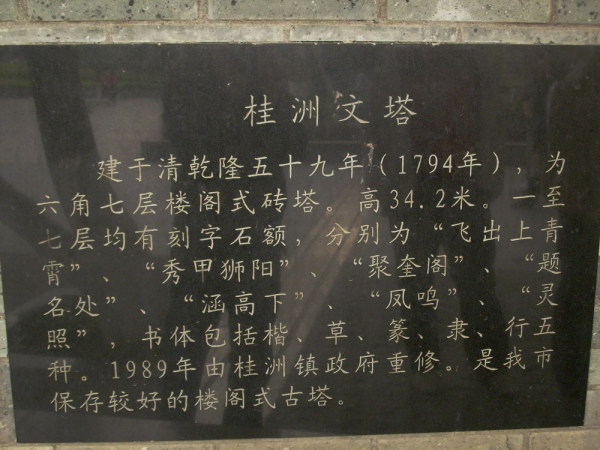 桂洲文塔
建于清乾隆五十九年（1794年），为
六角七层楼阁式砖塔。高34.2米。一至
七层均有刻字石额，分别为“飞出上青
霄”、“秀甲狮阳”、“聚奎阁”、“题
名处”、“涵高下”、“凤鸣”、“灵
照”，书体包括楷、草、篆、隶、行五
种。1989年由桂洲镇政府重修。是我市
保存较好的楼阁式古塔。